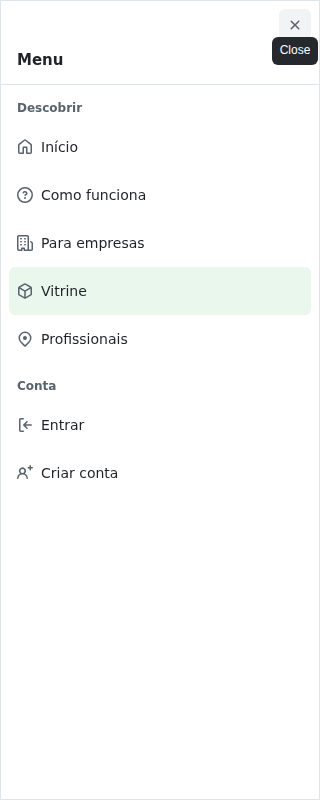 Close
Menu
Descobrir
Início
Como funciona
Para empresas
Vitrine
Profissionais
Conta
Entrar
Criar conta